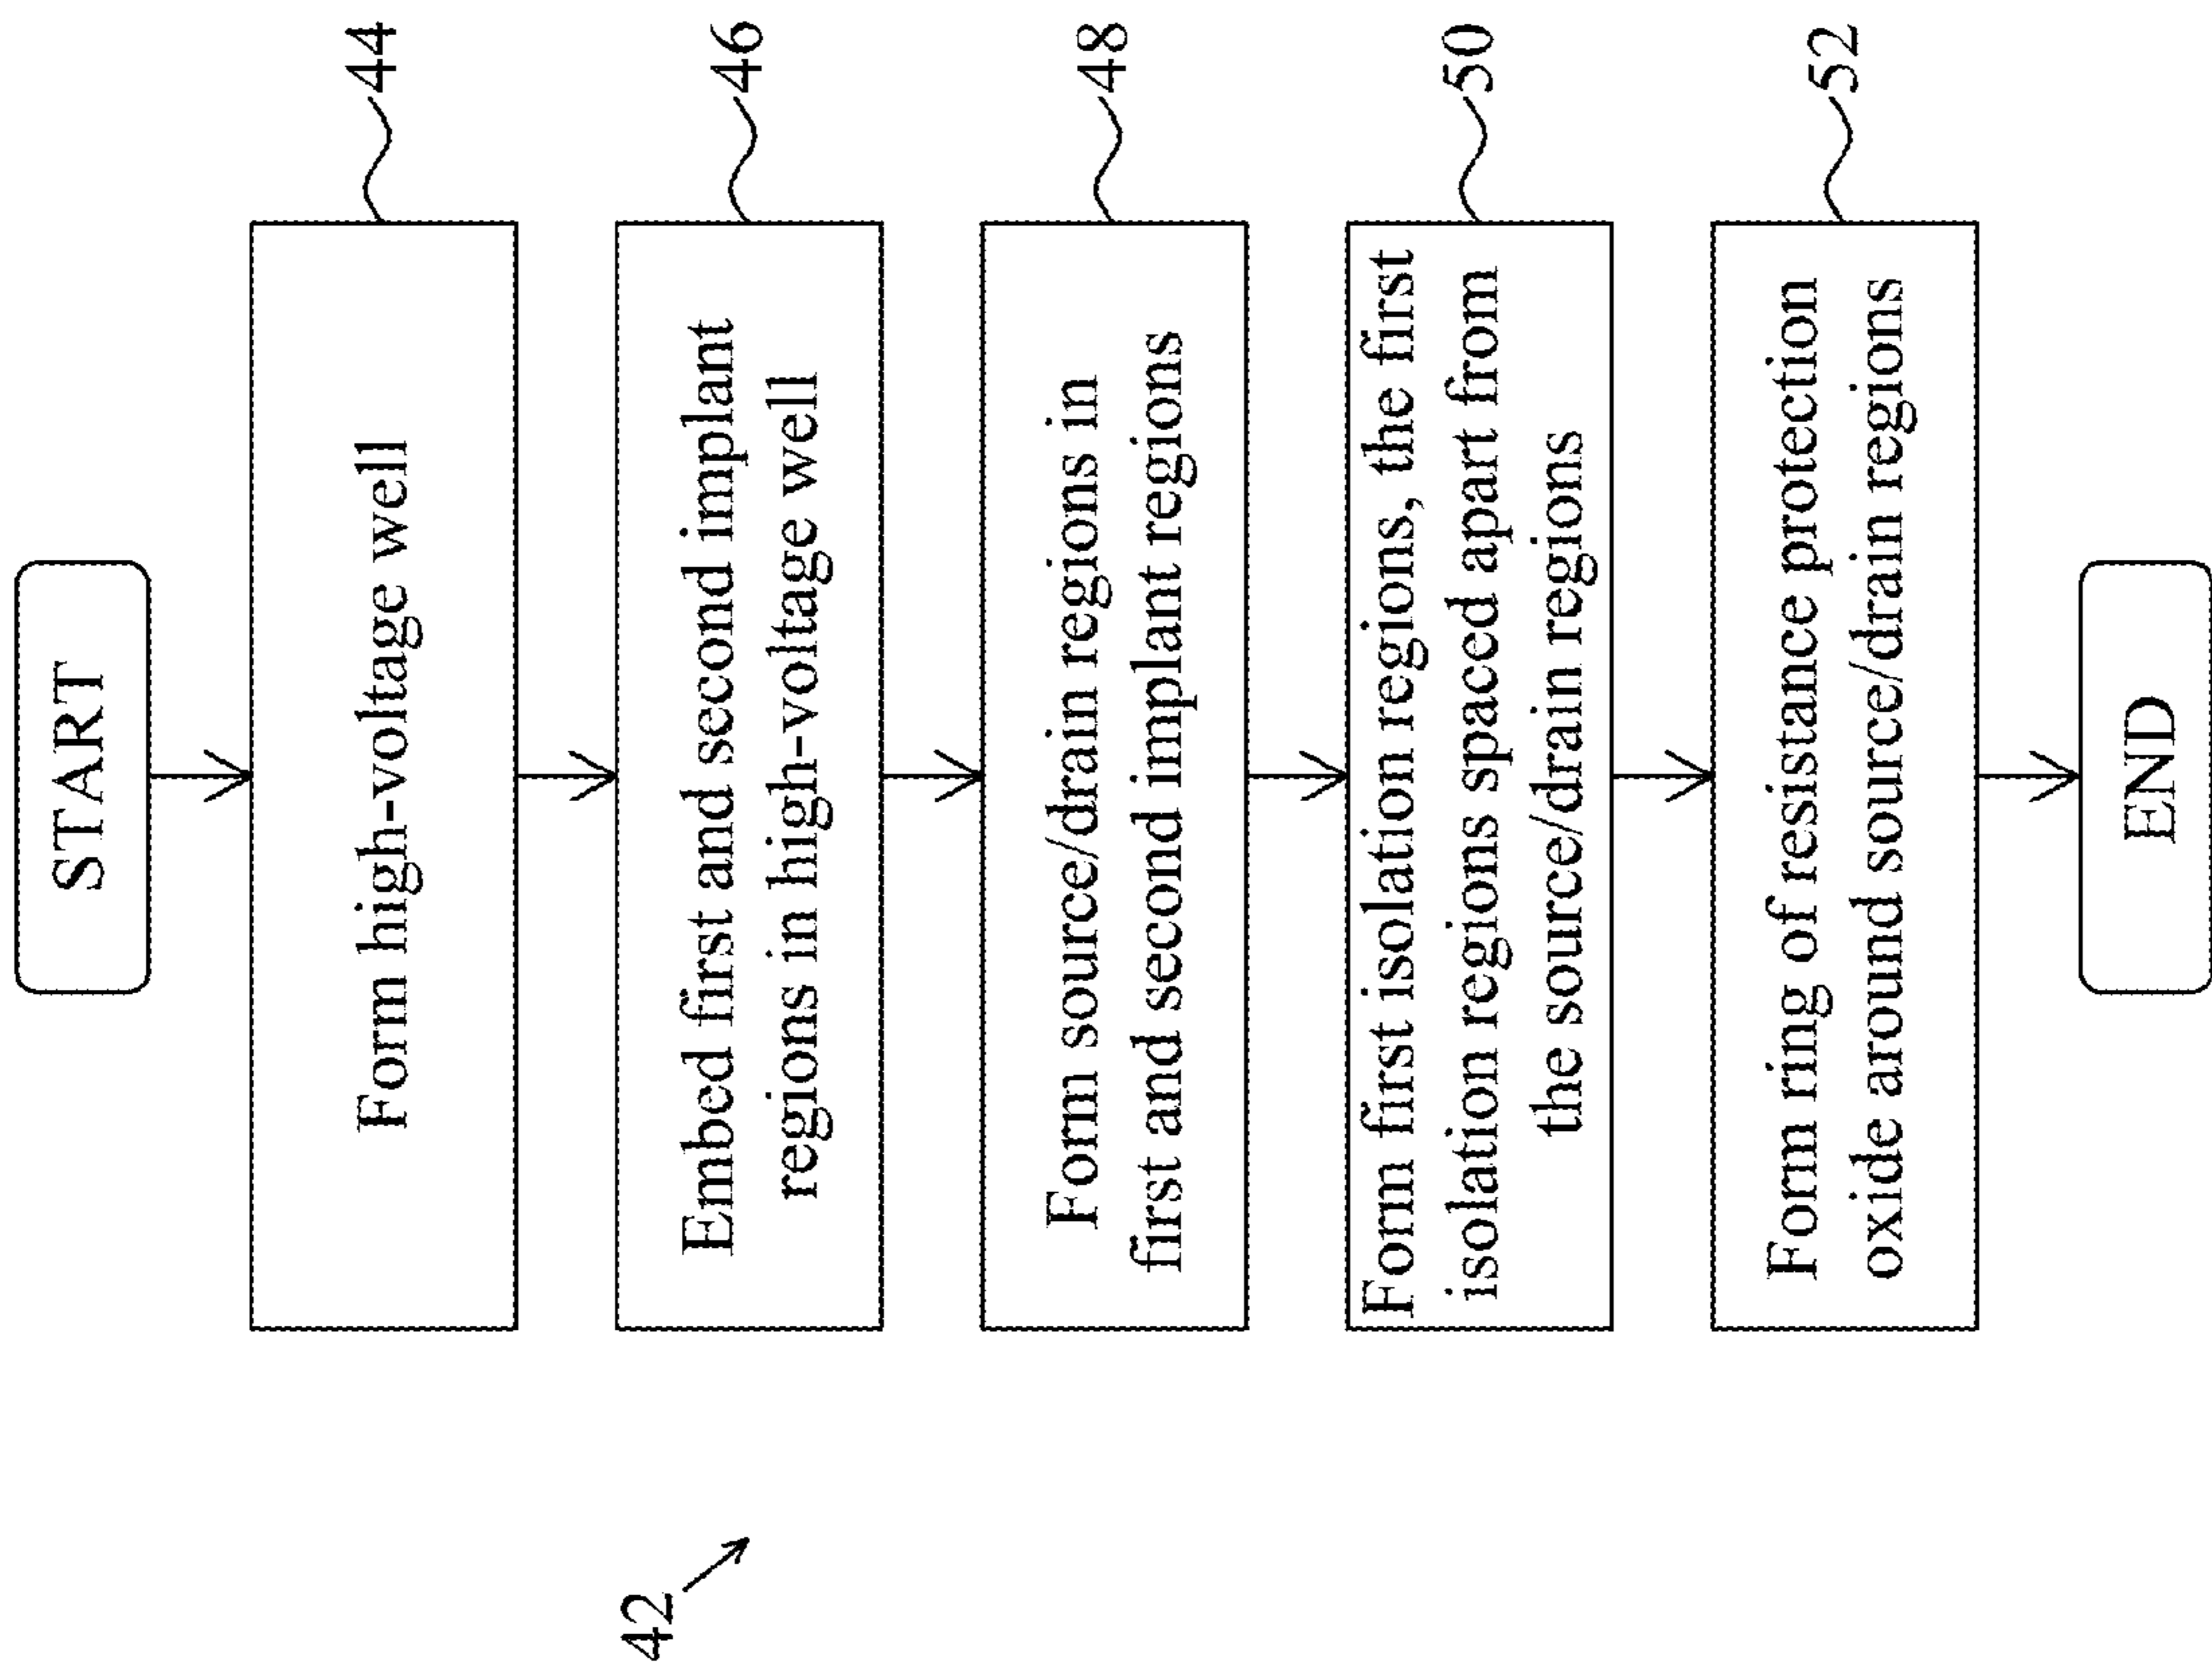 START
Form high-voltage well
44
Embed first and second implant
regions in high-voltage well
46
Form source/drain regions in
first and second implant regions
48
Form first isolation regions, the first
isolation regions spaced apart from
the source/drain regions
50
Form ring of resistance protection
oxide around source/drain regions
52
END
42